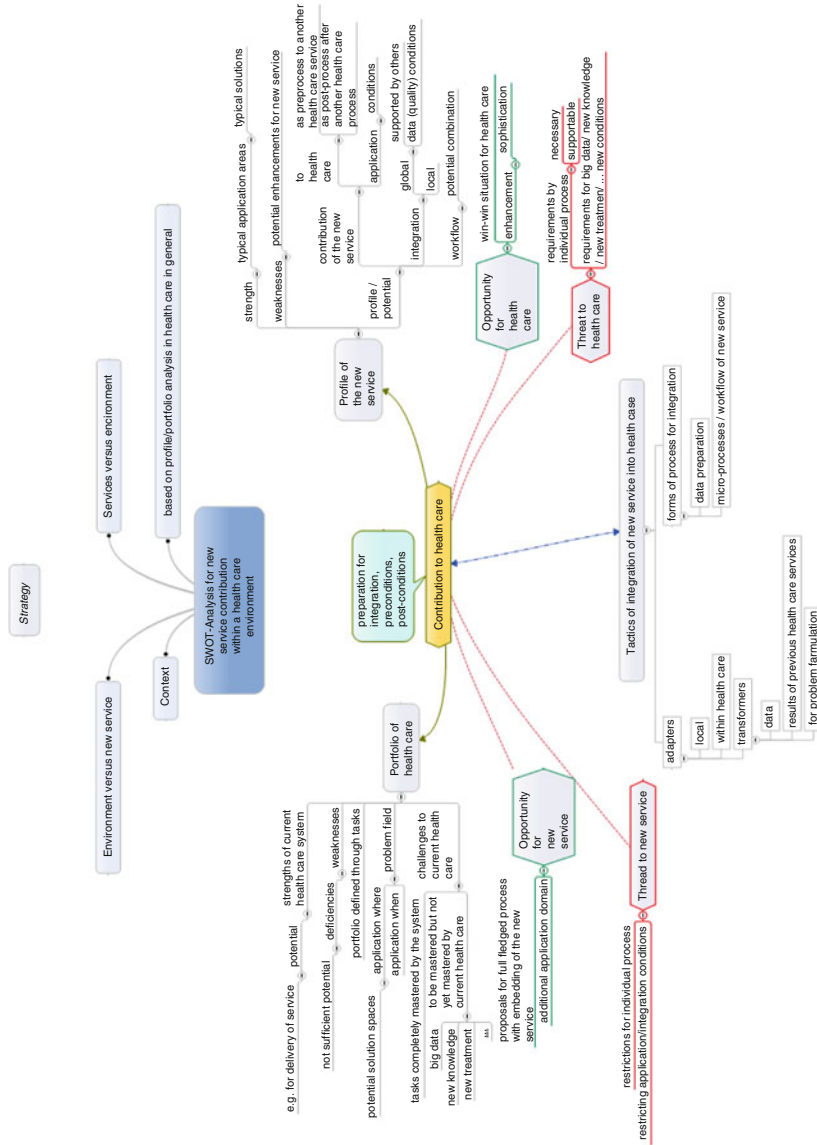 Strategy
Environment versus new service
Services versus encironment
Context
based on profile/portfolio analysis in health care in general
SWOT-Analysis for new
service contribution
within a health care
environment
preparation for
integration,
preconditions,
post-conditions
Contribution to health care
Portfolio of
health care
strengths of current
health care system
potential
e.g. for delivery of service
weaknesses
deficiencies
not sufficient potential
portfolio defined through tasks
problem field
application where
application when
potential solution spaces
challenges to
current health
care
tasks completely mastered by the system
to be mastered but not
yet mastered by
current health care
big data
new knowledge
new treatment
Profile of
the new
service
strength
typical application areas
typical solutions
weaknesses
potential enhancements for new service
profile /
potential
contribution
of the new
service
to
health
care
as preprocess to another
health care service
as post-process after
another health care
process
application
conditions
integration
global
supported by others
data (quality) conditions
local
workflow
potential combination
Opportunity
for
new
service
proposals for full fledged process
with embedding of the new
service
additional application domain
Opportunity
for
health
care
win-win situation for health care
enhancement
sophistication
Thread to new service
restrictions for individual process
restricting application/integration conditions
Threat to
health care
requirements by
individual process
necessary
supportable
requirements for big data/ new knowledge
/ new treatmen/ ... new conditions
Tactics of integration of new service into health case
adapters
local
within health care
transformers
data
results of previous health care services
for problem farmulation
forms of process for integration
data preparation
micro-processes / workflow of new service